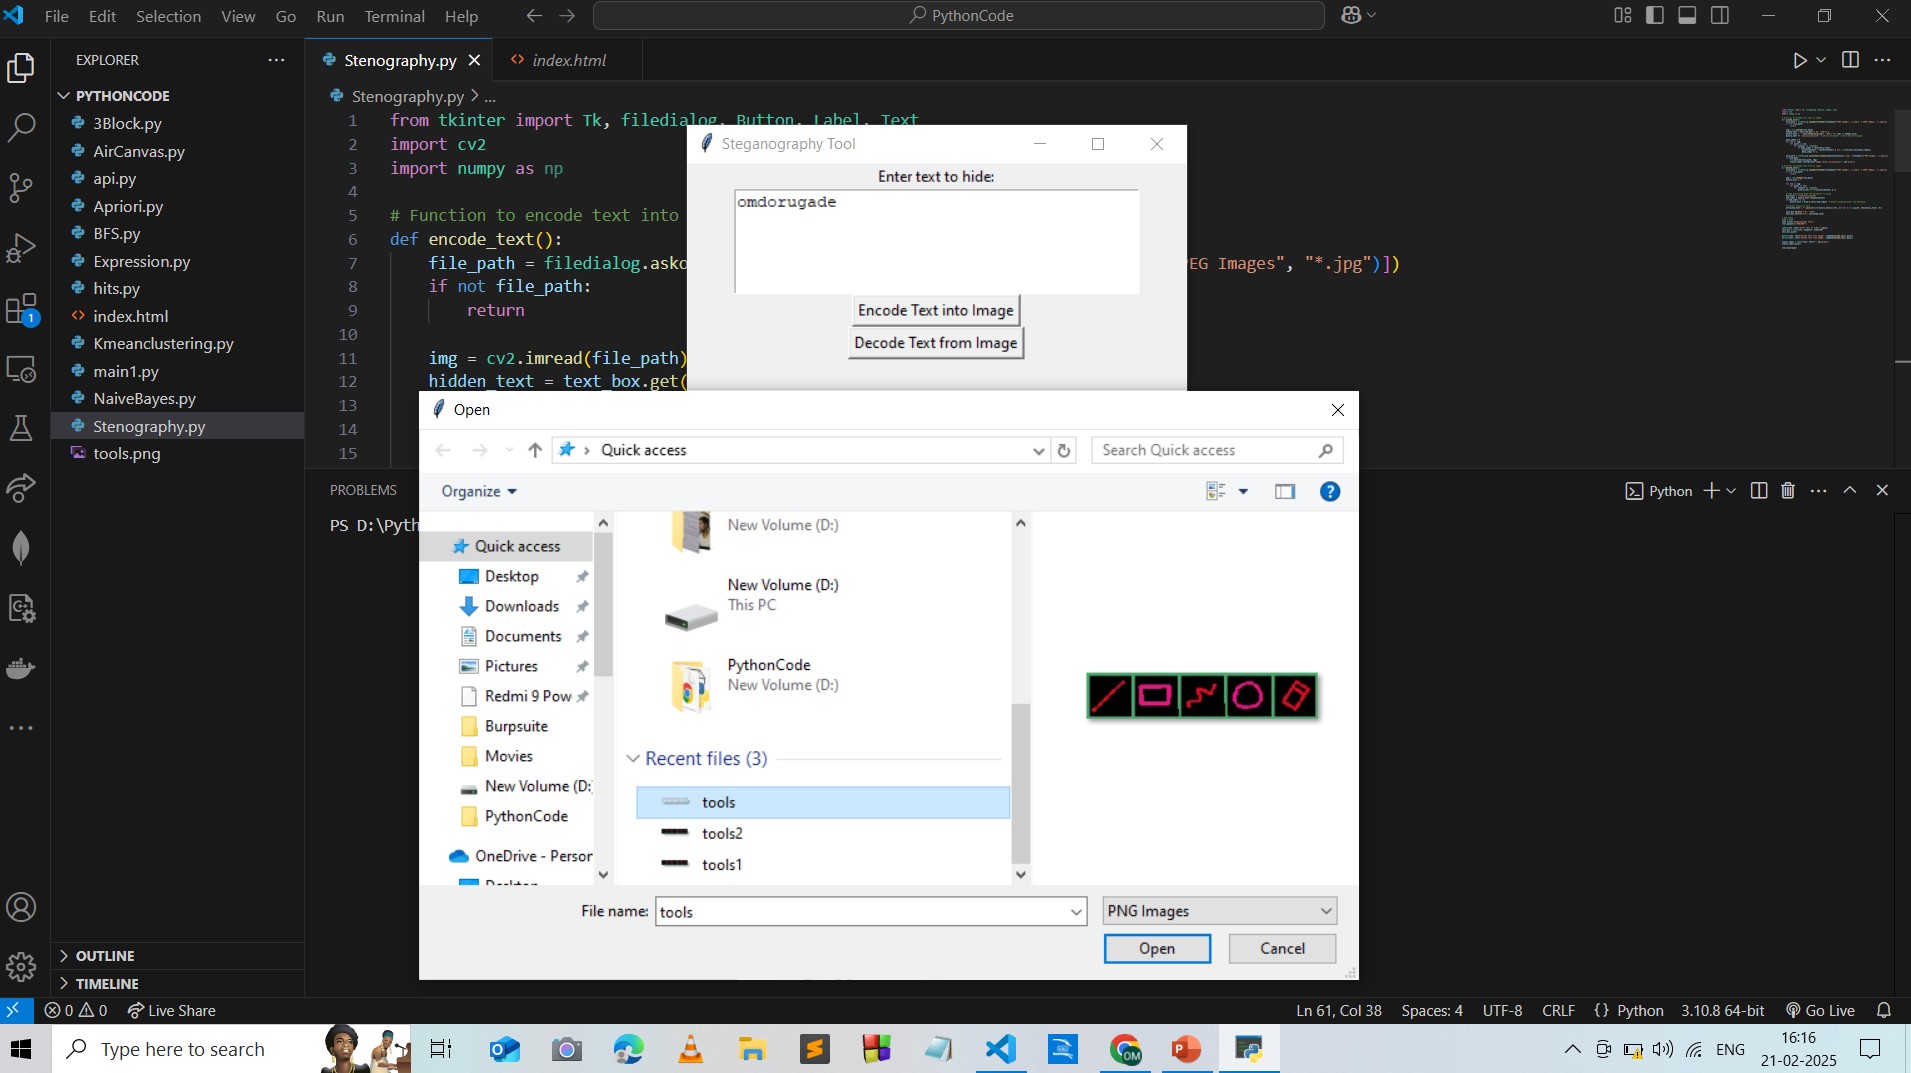 File Edit Selection View Go Run Terminal Help
PythonCode
EXPLORER
PYTHONCODE
3Block.py
AirCanvas.py
api.py
Apriori.py
BFS.py
Expression.py
hits.py
index.html
Kmeanclustering.py
main1.py
NaiveBayes.py
Stenography.py
tools.png
OUTLINE
TIMELINE
Stenography.py
index.html
Stenography.py > ...
1 from tkinter import Tk, filedialog, Button, Label, Text
2 import cv2
3 import numpy as np
4
5 # Function to encode text into
6 def encode_text():
7 file_path = filedialog.asko EG Images", "*.jpg")])
8 if not file_path:
9 return
10
11 img = cv2.imread(file_path)
12 hidden_text = text_box.get(
13
14
15
Steganography Tool
Enter text to hide:
omdorugade
Encode Text into Image
Decode Text from Image
PROBLEMS
Python
PS D:\Pyth
Open
Quick access
Search Quick access
Organize
Quick access
Desktop
Downloads
Documents
Pictures
Redmi 9 Pow
Burpsuite
Movies
New Volume (D:
PythonCode
OneDrive - Person
Desktop
New Volume (D:)
New Volume (D:)
This PC
PythonCode
New Volume (D:)
Recent files (3)
tools
tools2
tools1
File name: tools
PNG Images
Open Cancel
0 0 Live Share
Ln 61, Col 38 Spaces: 4 UTF-8 CRLF {} Python 3.10.8 64-bit Go Live
Type here to search
OM
ENG
16:16
21-02-2025